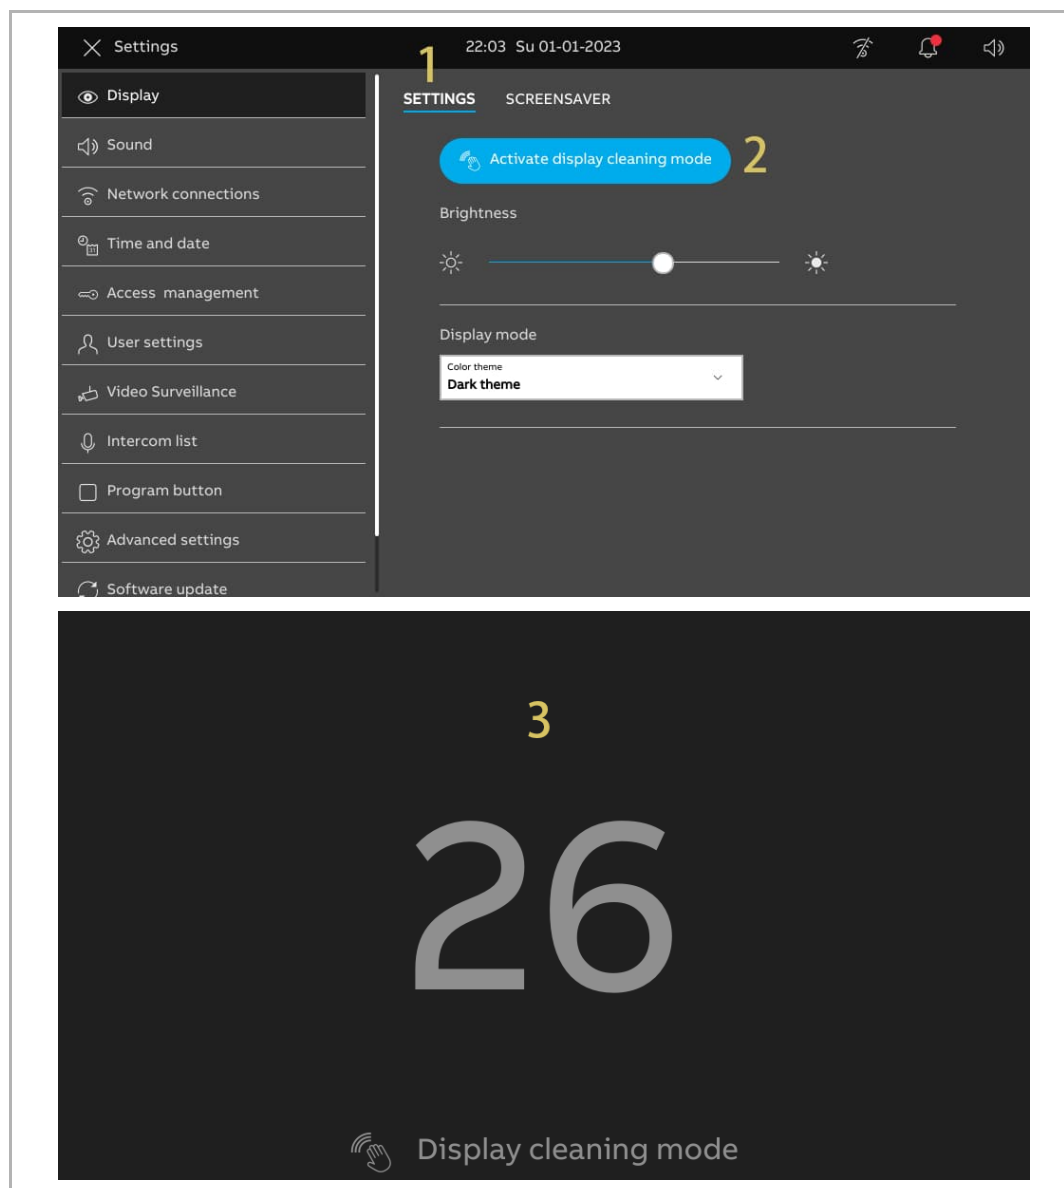 Settings
22:03 Su 01-01-2023
1
Display
SETTINGS SCREENSAVER
Sound
Activate display cleaning mode
2
Network connections
Brightness
Time and date
Access management
User settings
Display mode
Color theme
Dark theme
Video Surveillance
Intercom list
Program button
Advanced settings
Software update
3
26
Display cleaning mode